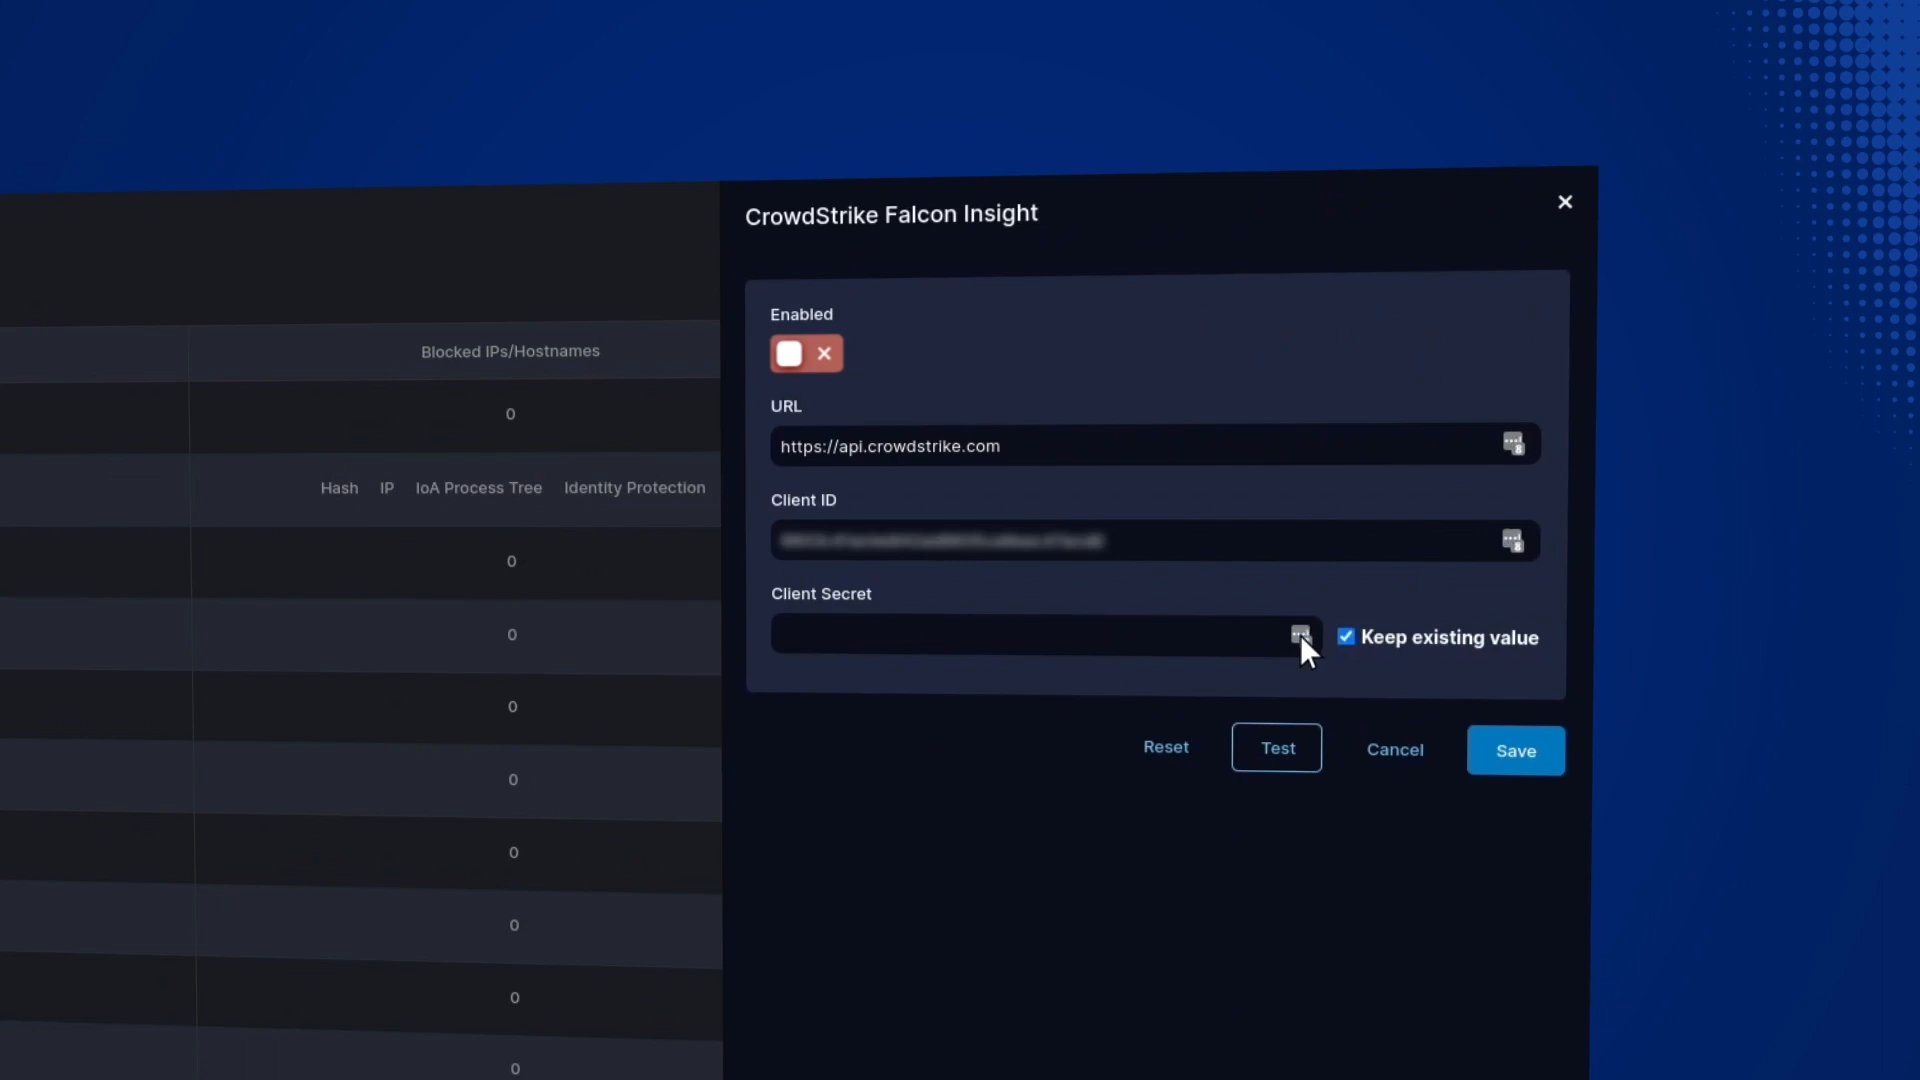 CrowdStrike Falcon Insight
Enabled
Blocked IPs/Hostnames
URL
0
https://api.crowdstrike.com
Hash IP IoA Process Tree Identity Protection
Client ID
0
Client Secret
0
Keep existing value
0
Reset Test Cancel Save
0
0
0
0
0